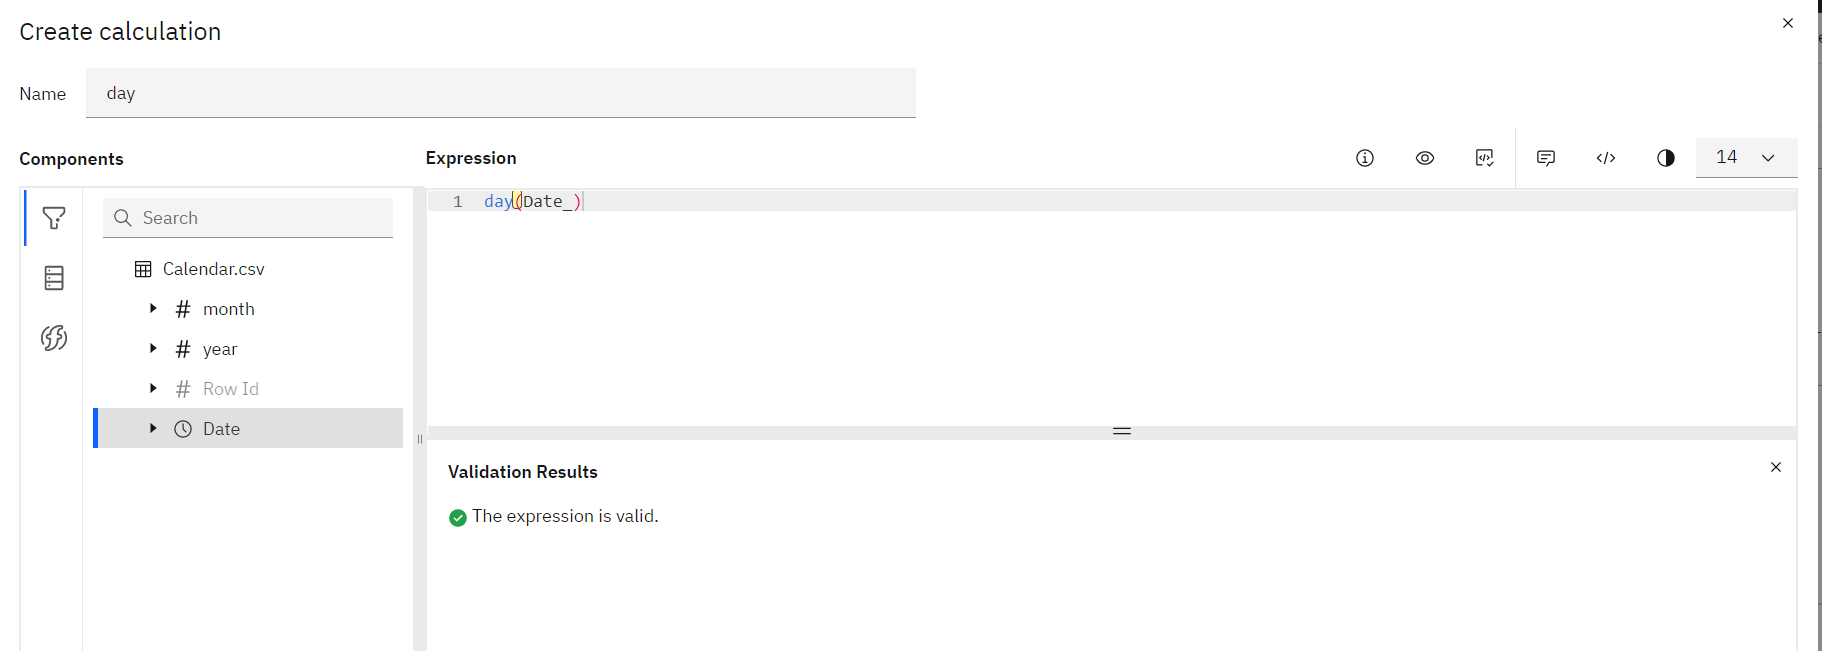 Create calculation
Name
day
Components
Expression
14
Search
1 day(Date_)
Calendar.csv
month
year
Row Id
Date
Validation Results
The expression is valid.